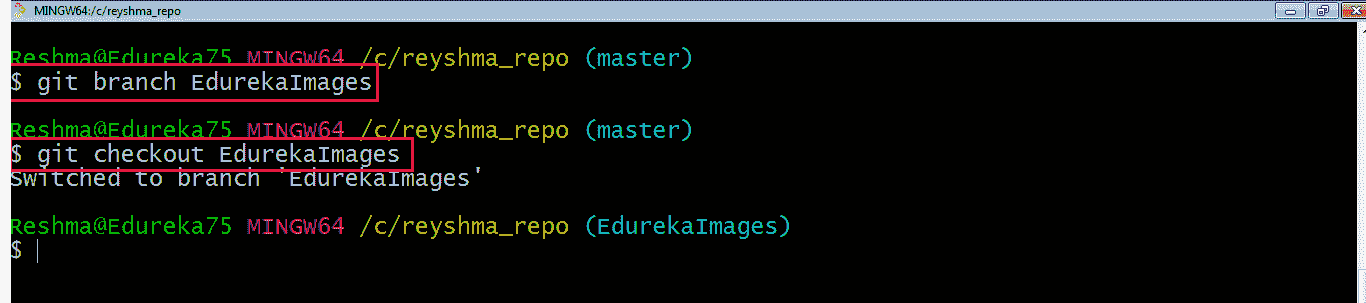 MINGW64:/c/reyshma_repo
Reshma@Edureka75 MINGW64 /c/reyshma_repo (master)
$ git branch EdurekaImages
Reshma@Edureka75 MINGW64 /c/reyshma_repo (master)
$ git checkout EdurekaImages
Switched to branch 'EdurekaImages'
Reshma@Edureka75 MINGW64 /c/reyshma_repo (EdurekaImages)
$